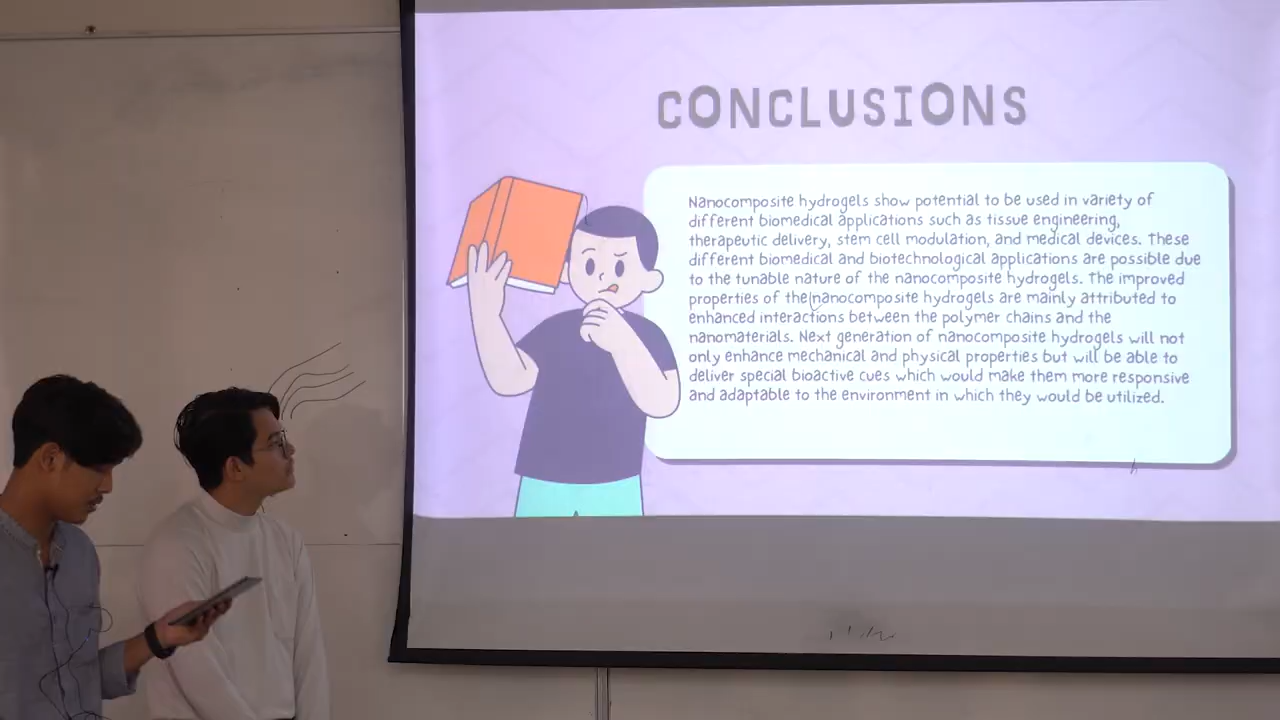 CONCLUSIONS
Nanocomposite hydrogels show potential to be used in variety of
different biomedical applications such as tissue engineering,
therapeutic delivery, stem cell modulation, and medical devices. These
different biomedical and biotechnological applications are possible due
to the tunable nature of the nanocomposite hydrogels. The improved
properties of the nanocomposite hydrogels are mainly attributed to
enhanced interactions between the polymer chains and the
nanomaterials. Next generation of nanocomposite hydrogels will not
only enhance mechanical and physical properties but will be able to
deliver special bioactive cues which would make them more responsive
and adaptable to the environment in which they would be utilized.